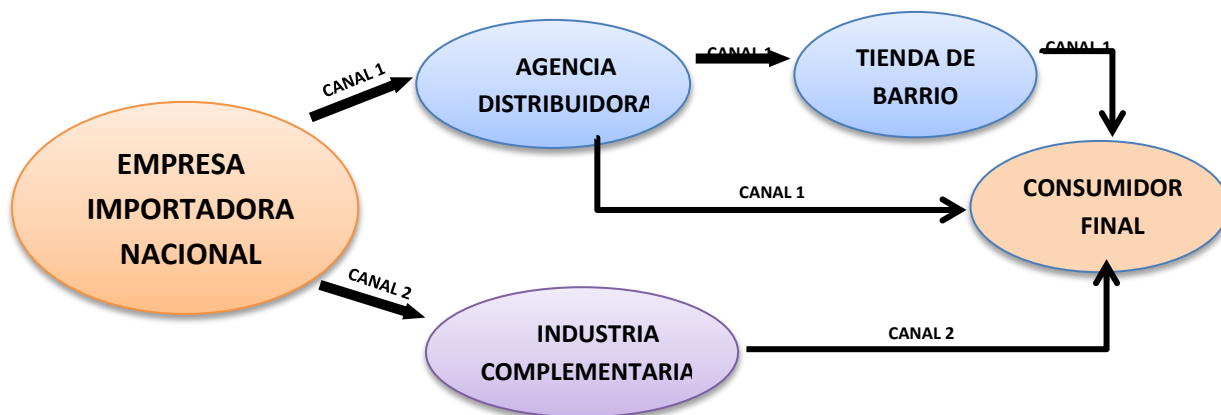 CANAL 1
AGENCIA
DISTRIBUIDORA
CANAL 1
TIENDA DE
BARRIO
CANAL 1
EMPRESA
IMPORTADORA
NACIONAL
CANAL 1
CONSUMIDOR
FINAL
CANAL 2
INDUSTRIA
COMPLEMENTARIA
CANAL 2